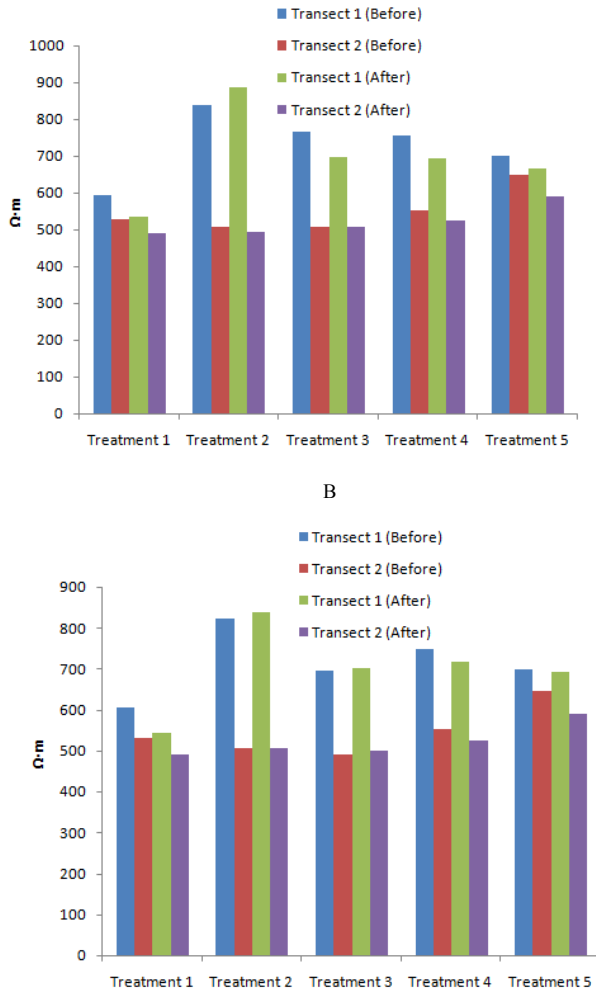 Transect 1 (Before)
Transect 2 (Before)
Transect 1 (After)
Transect 2 (After)
1000
900
800
700
600
500
400
300
200
100
0
Ω·m
Treatment 1 Treatment 2 Treatment 3 Treatment 4 Treatment 5
B
Transect 1 (Before)
Transect 2 (Before)
Transect 1 (After)
Transect 2 (After)
900
800
700
600
500
400
300
200
100
0
Ω·m
Treatment 1 Treatment 2 Treatment 3 Treatment 4 Treatment 5